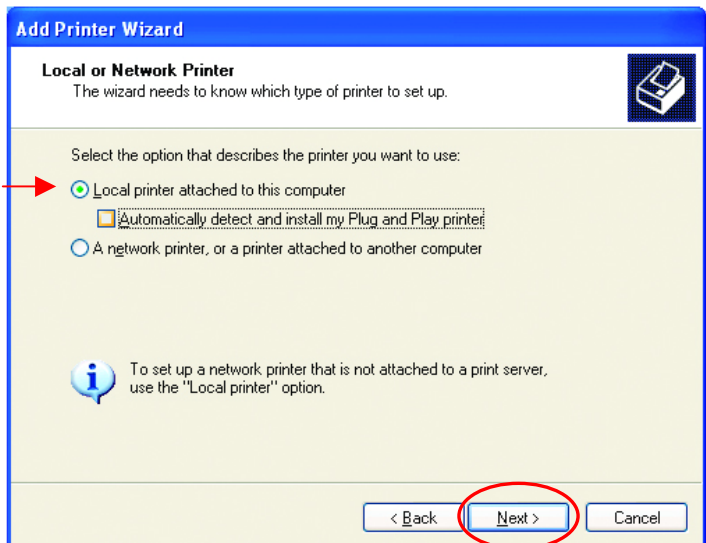 Add Printer Wizard
Local or Network Printer
The wizard needs to know which type of printer to set up.
Select the option that describes the printer you want to use:
Local printer attached to this computer
Automatically detect and install my Plug and Play printer
A network printer, or a printer attached to another computer
To set up a network printer that is not attached to a print server,
use the "Local printer" option.
< Back
Next >
Cancel